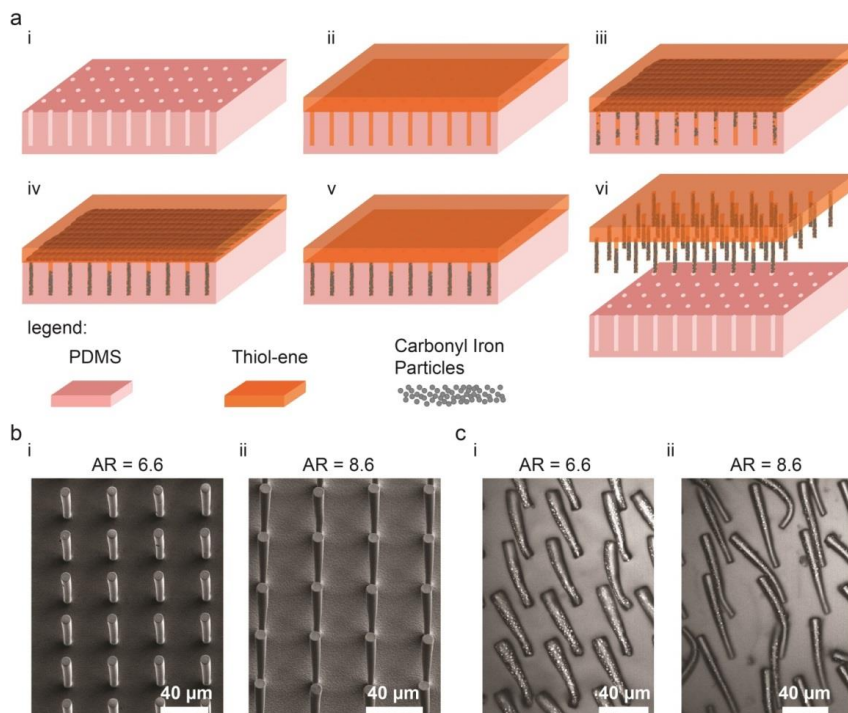 a
i
ii
iii
iv
v
vi
legend:
PDMS
Thiol-ene
Carbonyl Iron
Particles
b
i
AR = 6.6
ii
AR = 8.6
c
i
AR = 6.6
ii
AR = 8.6
40 µm
40 µm
40 µm
40 µm